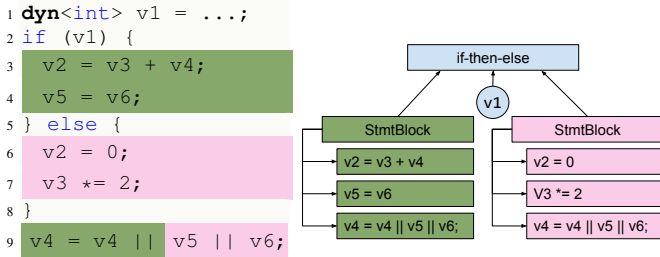 1 dyn<int> v1 = ...;
2 if (v1) {
3 v2 = v3 + v4;
4 v5 = v6;
5 } else {
6 v2 = 0;
7 v3 *= 2;
8 }
9 v4 = v4 || v5 || v6;
if-then-else
v1
StmtBlock
v2 = v3 + v4
v5 = v6
v4 = v4 || v5 || v6;
StmtBlock
v2 = 0
V3 *= 2
v4 = v4 || v5 || v6;